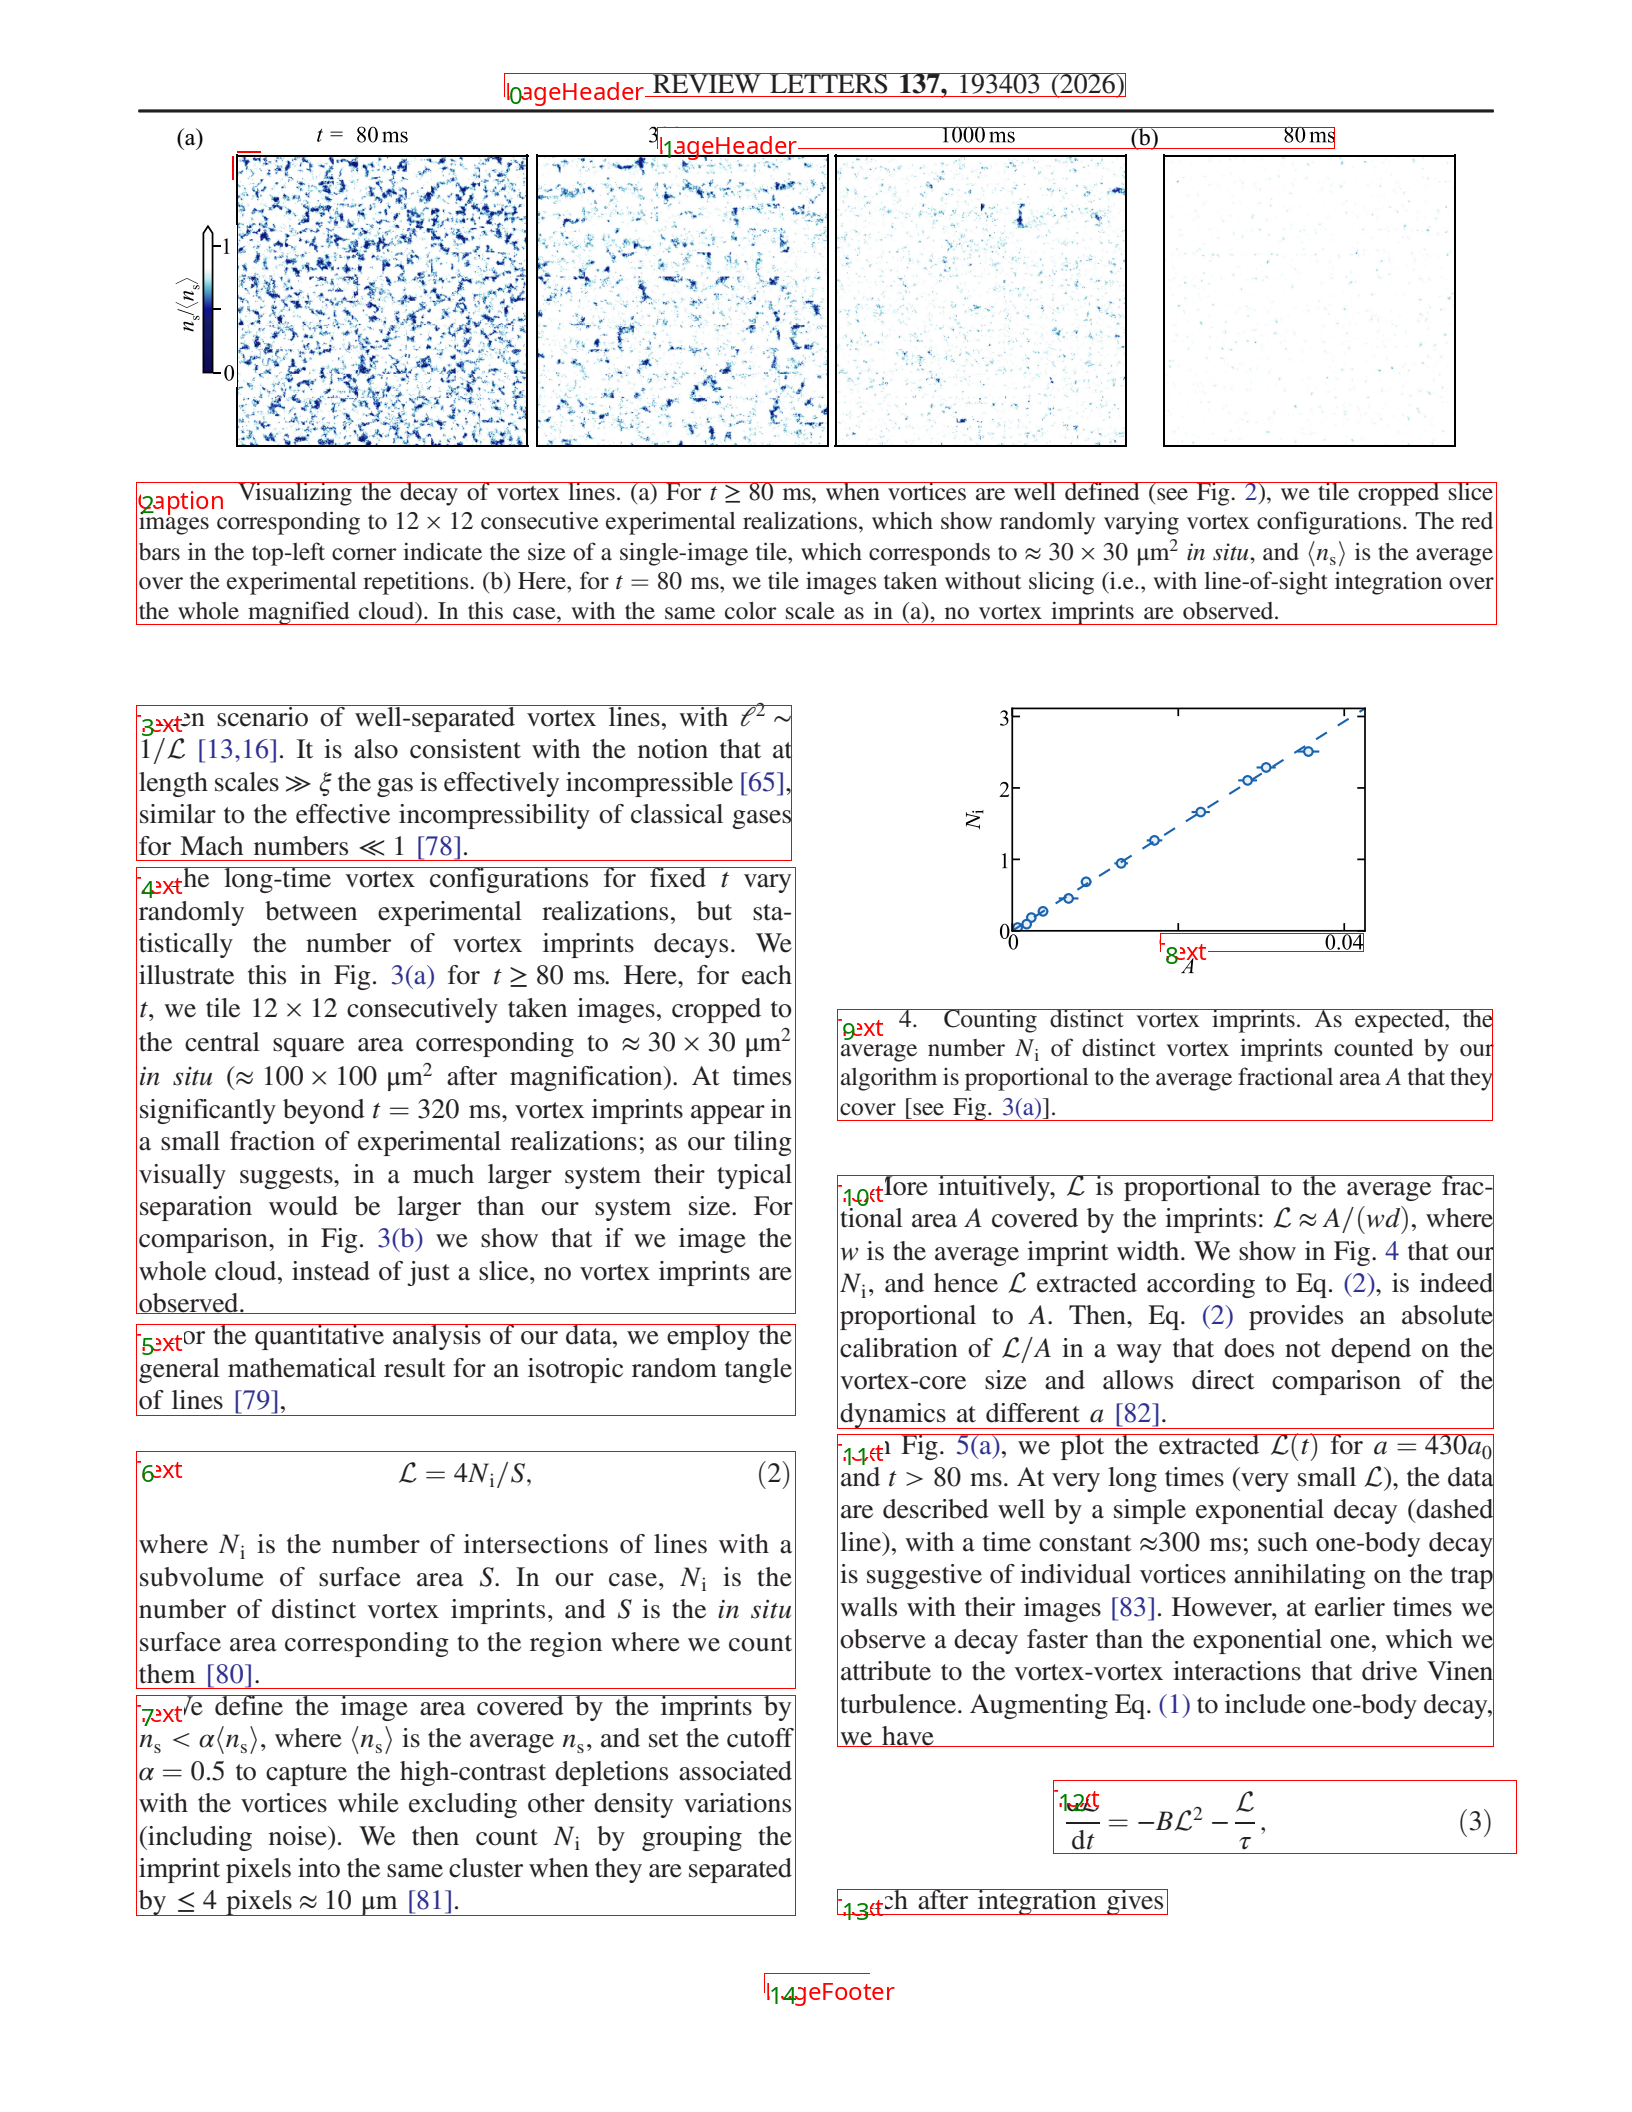 REVIEW LETTERS 137, 193403 (2026)
0 ageHeader
(a) t = 80 ms 1000 ms (b) 80 ms
1 ageHeader
1
n_s/⟨n_s⟩
0
2 Caption Visualizing the decay of vortex lines. (a) For t ≥ 80 ms, when vortices are well defined (see Fig. 2), we tile cropped slice
images corresponding to 12 × 12 consecutive experimental realizations, which show randomly varying vortex configurations. The red
bars in the top-left corner indicate the size of a single-image tile, which corresponds to ≈ 30 × 30 μm² in situ, and ⟨n_s⟩ is the average
over the experimental repetitions. (b) Here, for t = 80 ms, we tile images taken without slicing (i.e., with line-of-sight integration over
the whole magnified cloud). In this case, with the same color scale as in (a), no vortex imprints are observed.
3 ext en scenario of well-separated vortex lines, with ℓ² ∼
1/ℒ [13,16]. It is also consistent with the notion that at
length scales ≫ ξ the gas is effectively incompressible [65],
similar to the effective incompressibility of classical gases
for Mach numbers ≪ 1 [78].
4 ext he long-time vortex configurations for fixed t vary
randomly between experimental realizations, but sta-
tistically the number of vortex imprints decays. We
illustrate this in Fig. 3(a) for t ≥ 80 ms. Here, for each
t, we tile 12 × 12 consecutively taken images, cropped to
the central square area corresponding to ≈ 30 × 30 μm²
in situ (≈ 100 × 100 μm² after magnification). At times
significantly beyond t = 320 ms, vortex imprints appear in
a small fraction of experimental realizations; as our tiling
visually suggests, in a much larger system their typical
separation would be larger than our system size. For
comparison, in Fig. 3(b) we show that if we image the
whole cloud, instead of just a slice, no vortex imprints are
observed.
5 ext or the quantitative analysis of our data, we employ the
general mathematical result for an isotropic random tangle
of lines [79],
6 ext
ℒ = 4N_i/S, (2)
where N_i is the number of intersections of lines with a
subvolume of surface area S. In our case, N_i is the
number of distinct vortex imprints, and S is the in situ
surface area corresponding to the region where we count
them [80].
7 ext e define the image area covered by the imprints by
n_s < α⟨n_s⟩, where ⟨n_s⟩ is the average n_s, and set the cutoff
α = 0.5 to capture the high-contrast depletions associated
with the vortices while excluding other density variations
(including noise). We then count N_i by grouping the
imprint pixels into the same cluster when they are separated
by ≤ 4 pixels ≈ 10 μm [81].
3
2
N_i
1
0
0 0.04
8 ext
A
9 ext 4. Counting distinct vortex imprints. As expected, the
average number N_i of distinct vortex imprints counted by our
algorithm is proportional to the average fractional area A that they
cover [see Fig. 3(a)].
10 t ore intuitively, ℒ is proportional to the average frac-
tional area A covered by the imprints: ℒ ≈ A/(wd), where
w is the average imprint width. We show in Fig. 4 that our
N_i, and hence ℒ extracted according to Eq. (2), is indeed
proportional to A. Then, Eq. (2) provides an absolute
calibration of ℒ/A in a way that does not depend on the
vortex-core size and allows direct comparison of the
dynamics at different a [82].
11 t n Fig. 5(a), we plot the extracted ℒ(t) for a = 430a₀
and t > 80 ms. At very long times (very small ℒ), the data
are described well by a simple exponential decay (dashed
line), with a time constant ≈300 ms; such one-body decay
is suggestive of individual vortices annihilating on the trap
walls with their images [83]. However, at earlier times we
observe a decay faster than the exponential one, which we
attribute to the vortex-vortex interactions that drive Vinen
turbulence. Augmenting Eq. (1) to include one-body decay,
we have
12 t
dℒ/dt = −Bℒ² − ℒ/τ, (3)
13 t ch after integration gives
14 geFooter